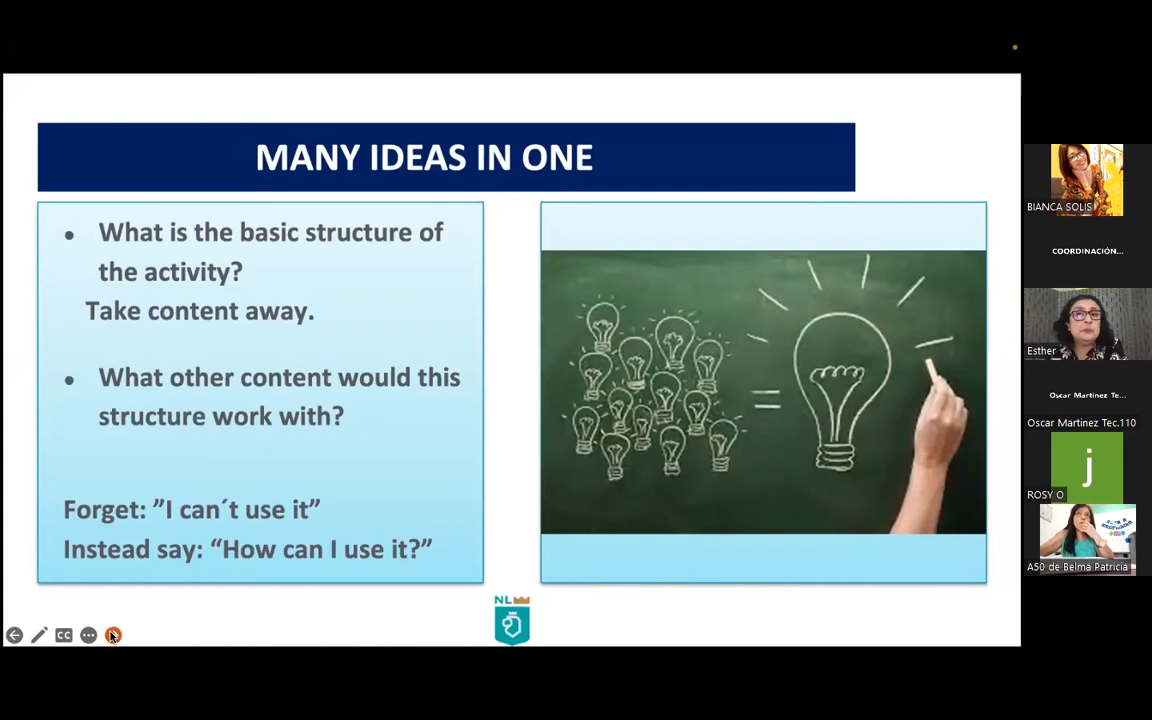 MANY IDEAS IN ONE
• What is the basic structure of
the activity?
Take content away.
• What other content would this
structure work with?
Forget: ”I can´t use it”
Instead say: “How can I use it?”
NL
CC
BIANCA SOLIS
COORDINACIÓN...
Esther
Oscar Martinez Te...
Oscar Martinez Tec.110
j
ROSY O
A50 de Belma Patricia